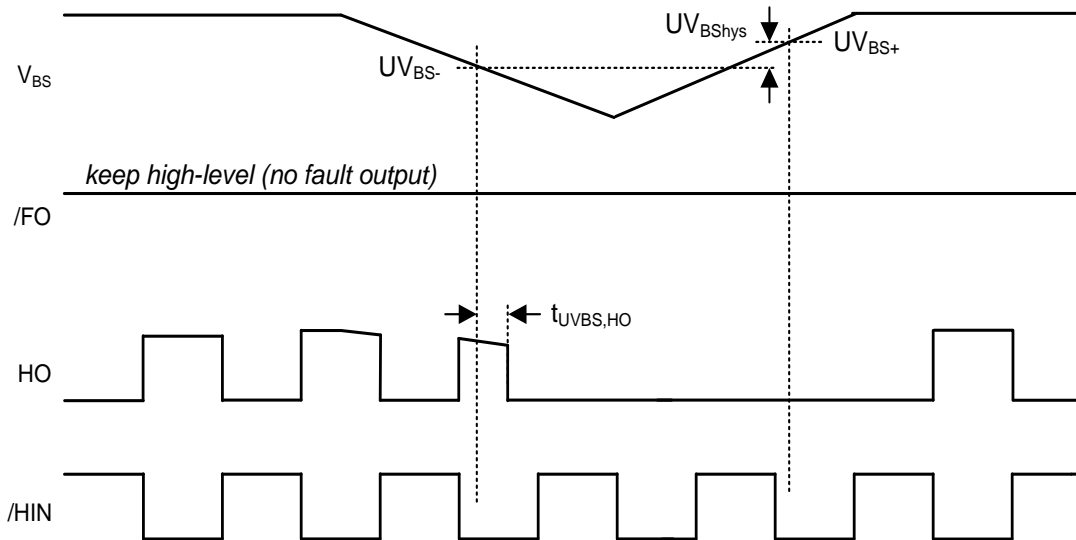 UVBShys
UVBS+
VBS
UVBS-
keep high-level (no fault output)
/FO
tUVBS,HO
HO
/HIN